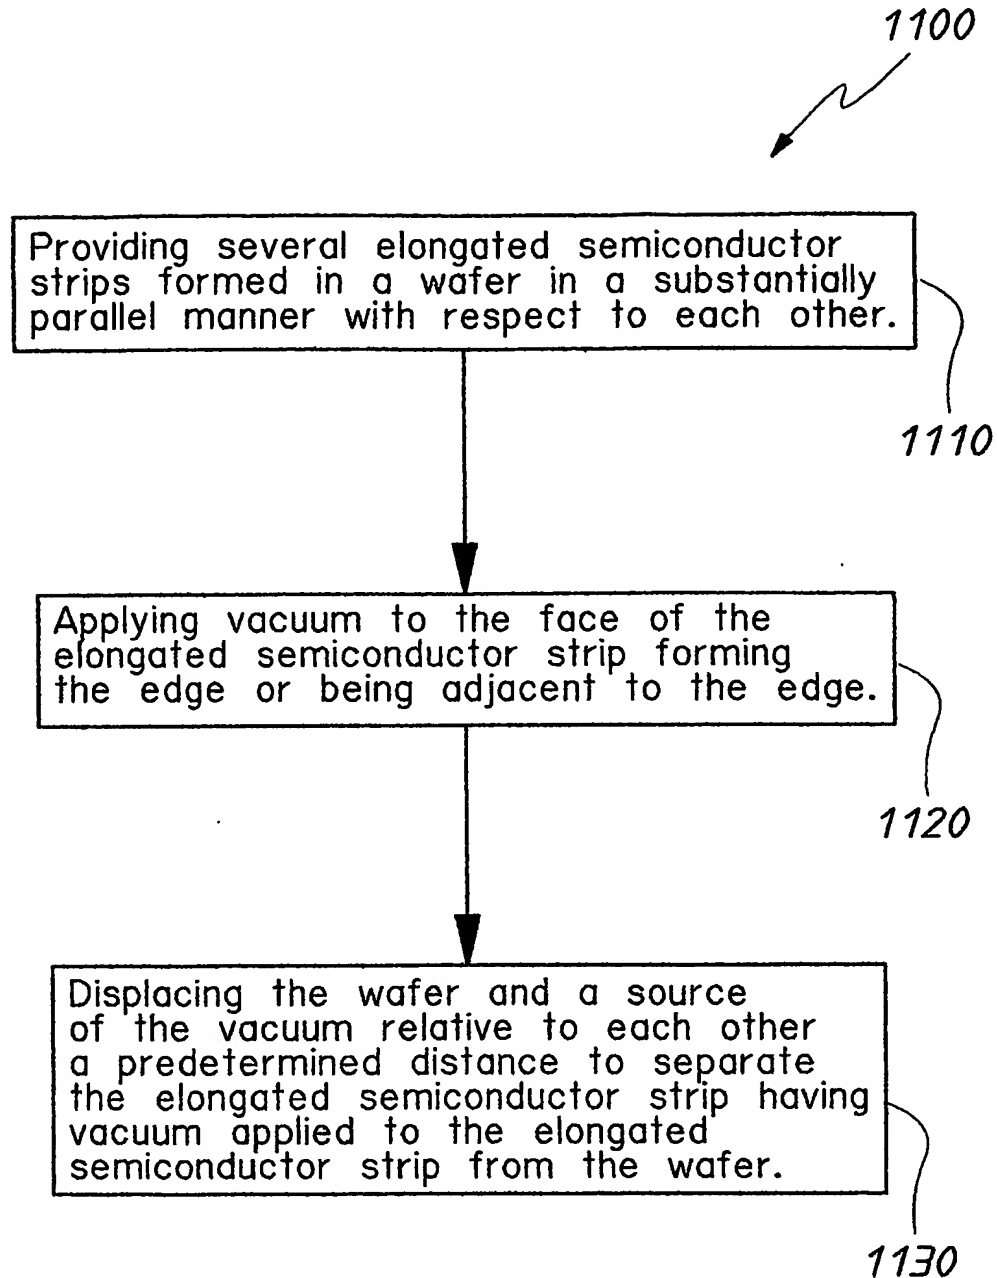 1100
Providing several elongated semiconductor
strips formed in a wafer in a substantially
parallel manner with respect to each other.
1110
Applying vacuum to the face of the
elongated semiconductor strip forming
the edge or being adjacent to the edge.
1120
Displacing the wafer and a source
of the vacuum relative to each other
a predetermined distance to separate
the elongated semiconductor strip having
vacuum applied to the elongated
semiconductor strip from the wafer.
1130